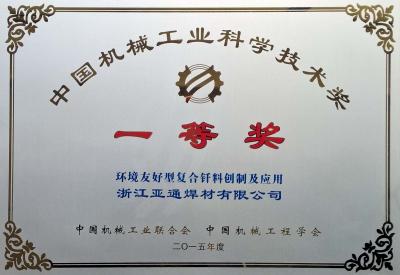 中国机械工业科学技术奖
一等奖
环境友好型复合钎料创制及应用
浙江亚通焊材有限公司
中国机械工业联合会 中国机械工程学会
二〇一五年度